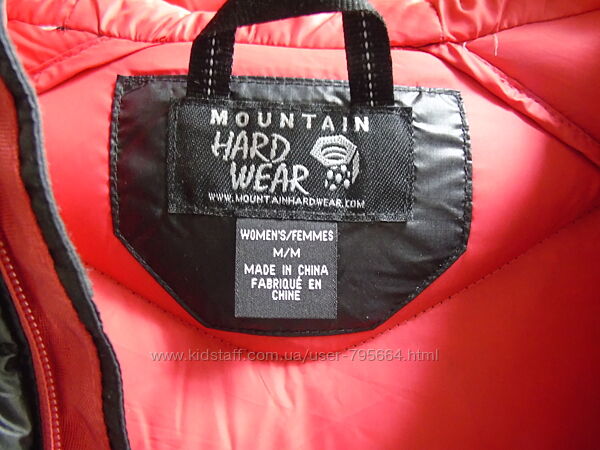 MOUNTAIN
HARD
WEAR
WWW.MOUNTAINHARDWEAR.COM
WOMEN'S/FEMMES
M/M
MADE IN CHINA
FABRIQUÉ EN
CHINE
www.kidstaff.com.ua/user-795664.html